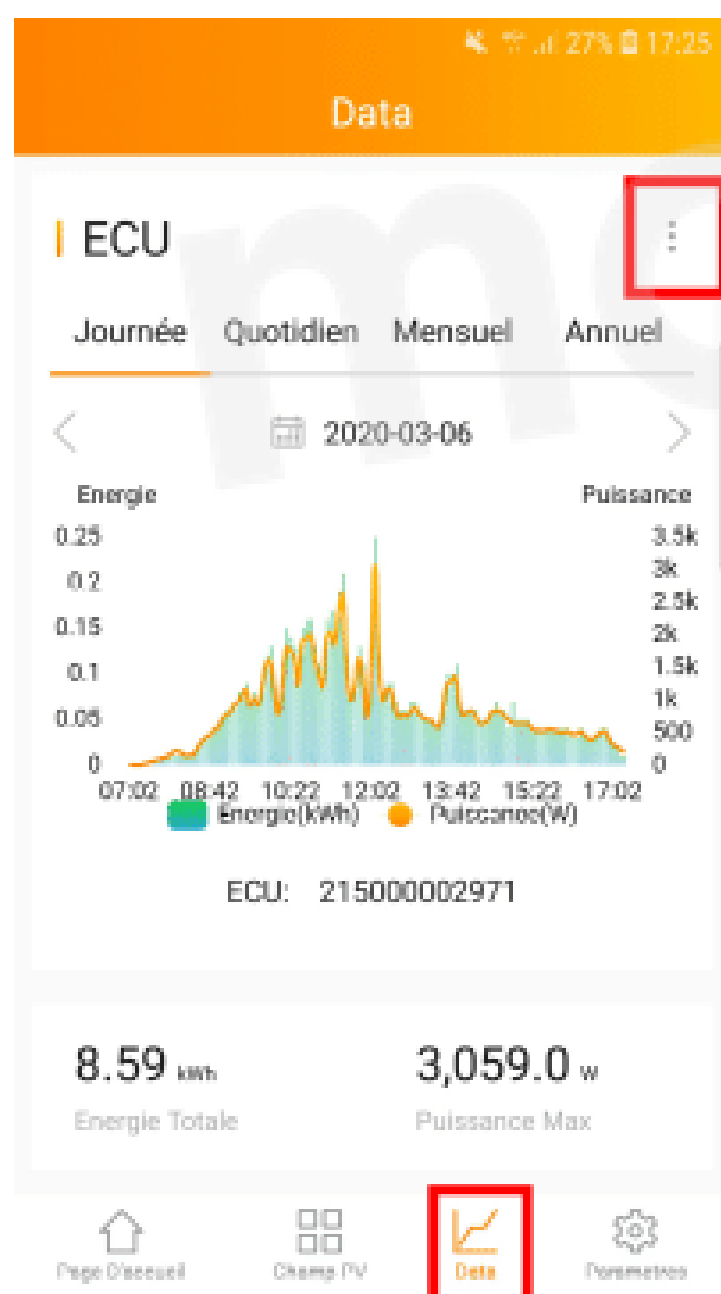 27% 17:25
Data
ECU
Journée Quotidien Mensuel Annuel
2020-03-06
Energie Puissance
0.25 3.5k
0.2 3k
0.15 2.5k
0.1 2k
0.05 1.5k
0 1k
500
0
07:02 08:42 10:22 12:02 13:42 15:22 17:02
Energie(kWh) Puissance(W)
ECU: 215000002971
8.59 kWh 3,059.0 W
Energie Totale Puissance Max
Page D'accueil Champ PV Data Parametres